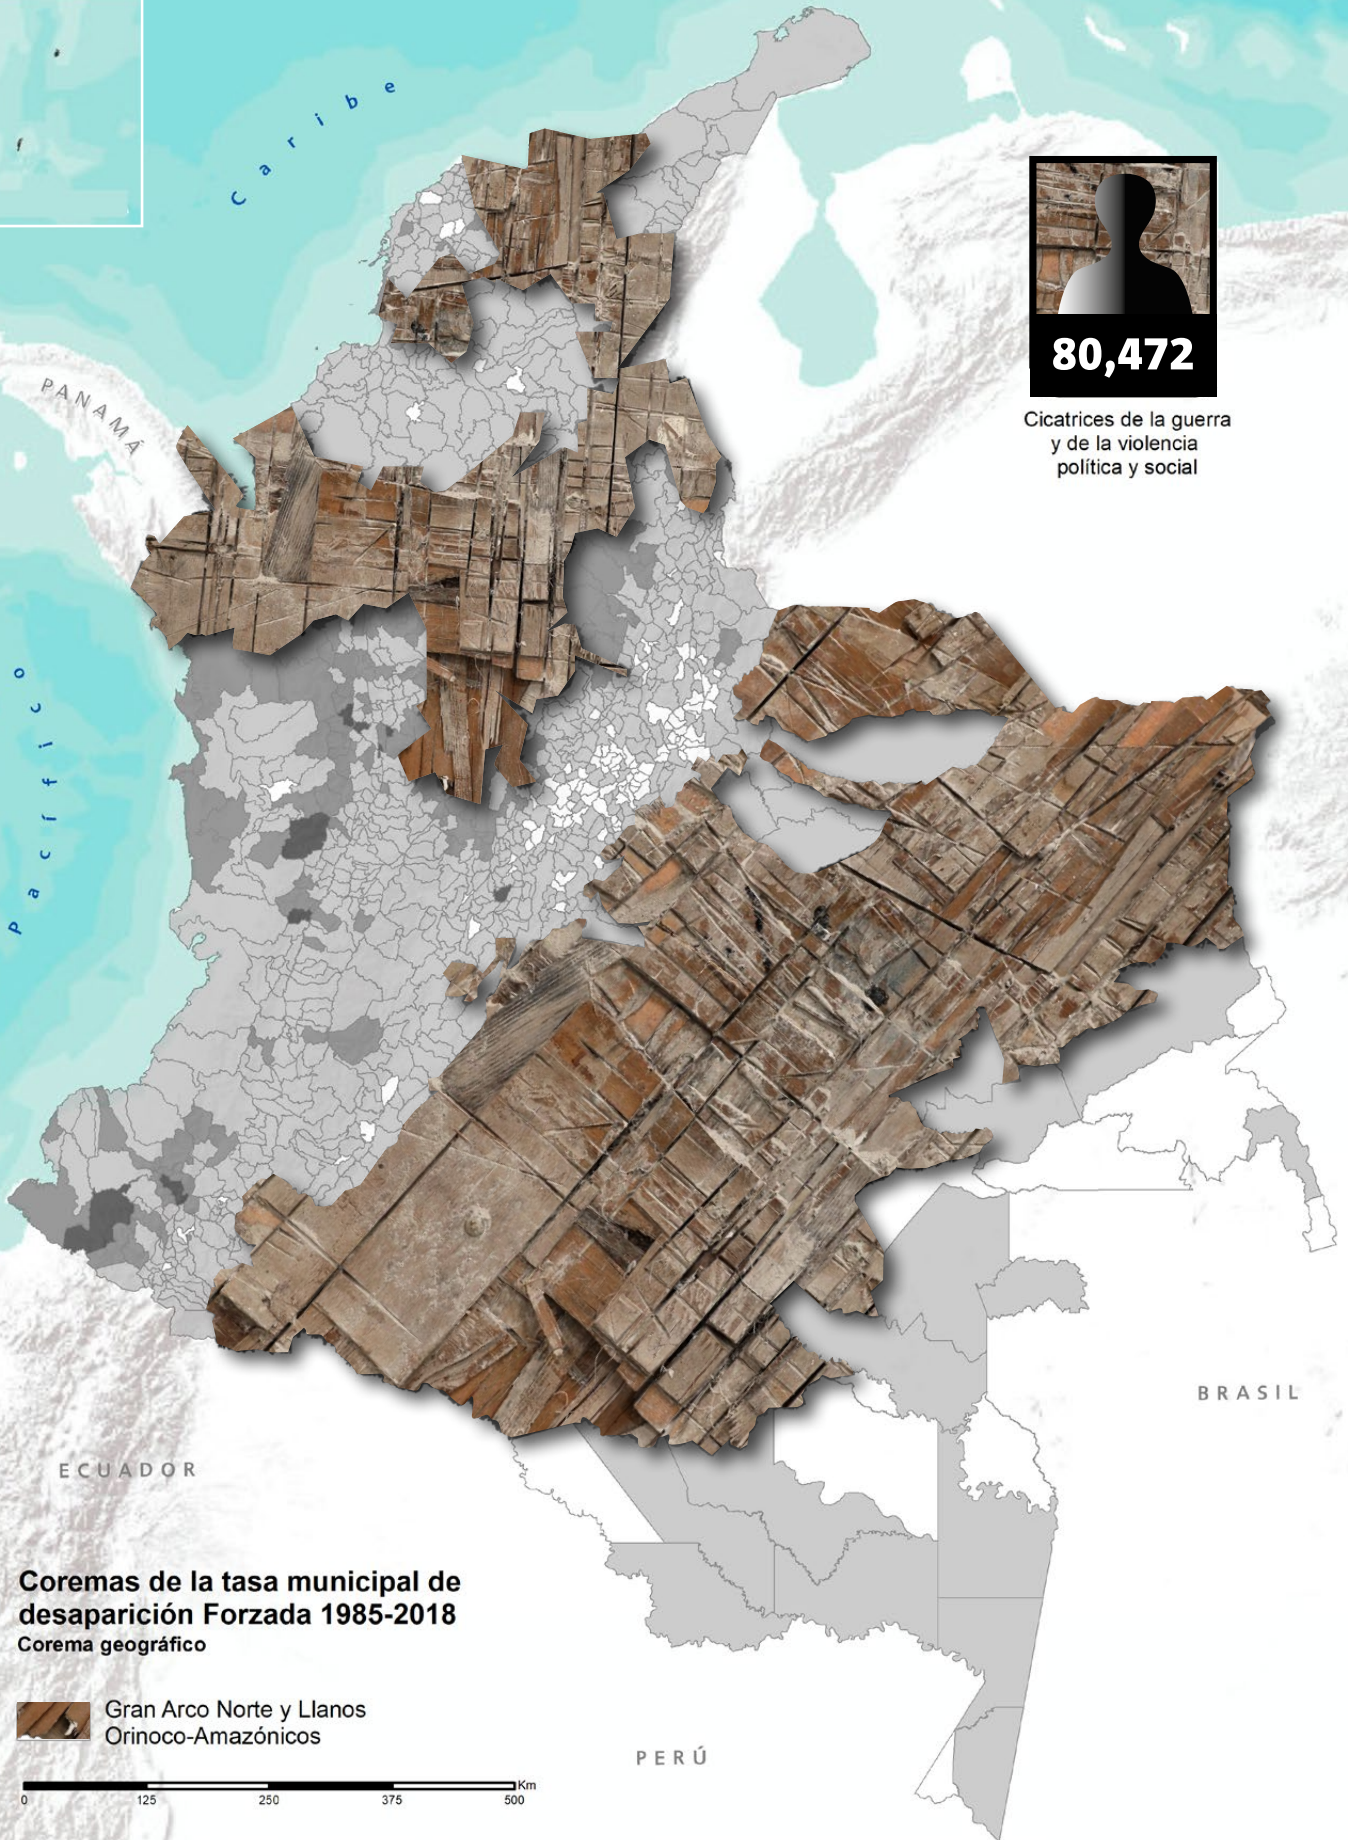 Caribe
80,472
Cicatrices de la guerra
y de la violencia
política y social
PANAMÁ
Pacífico
BRASIL
ECUADOR
Coremas de la tasa municipal de
desaparición Forzada 1985-2018
Corema geográfico
Gran Arco Norte y Llanos
Orinoco-Amazónicos
PERÚ
Km
0 125 250 375 500